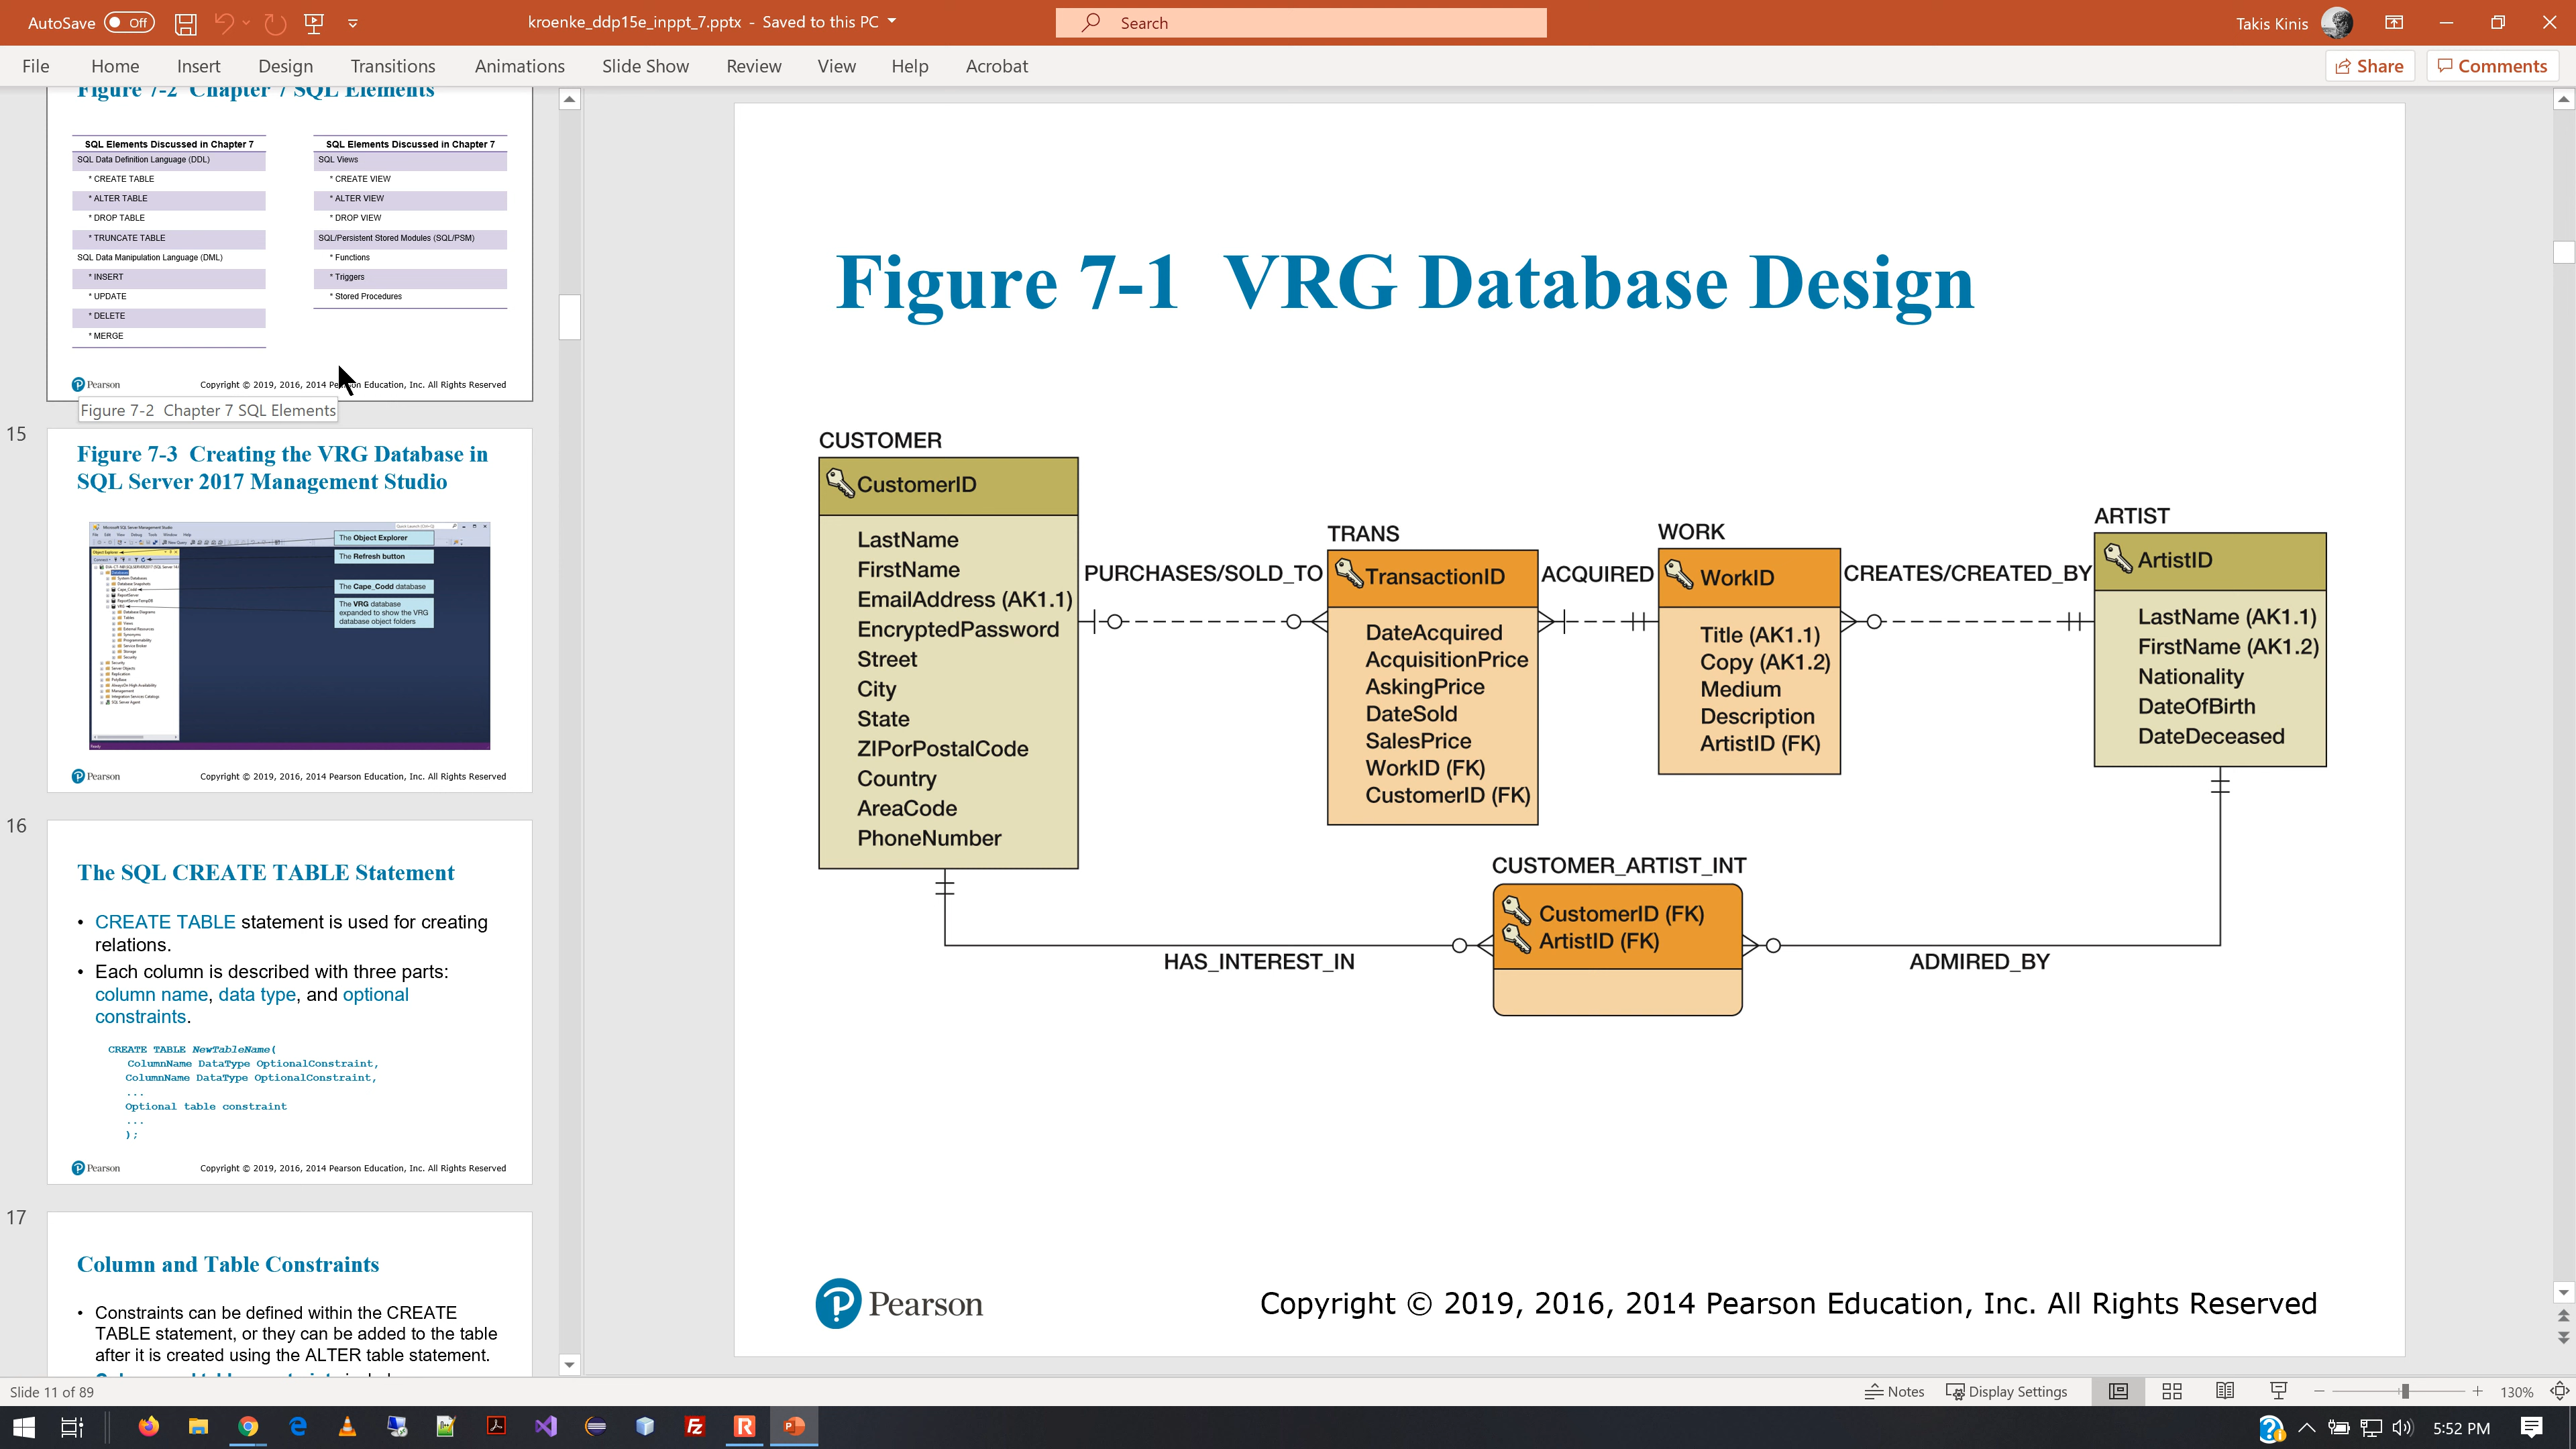 AutoSave Off
kroenke_ddp15e_inppt_7.pptx - Saved to this PC
Search
Takis Kinis
File Home Insert Design Transitions Animations Slide Show Review View Help Acrobat
Share Comments
Figure 7-2 Chapter 7 SQL Elements
SQL Elements Discussed in Chapter 7
SQL Data Definition Language (DDL)
* CREATE TABLE
* ALTER TABLE
* DROP TABLE
* TRUNCATE TABLE
SQL Data Manipulation Language (DML)
* INSERT
* UPDATE
* DELETE
* MERGE
SQL Elements Discussed in Chapter 7
SQL Views
* CREATE VIEW
* ALTER VIEW
* DROP VIEW
SQL/Persistent Stored Modules (SQL/PSM)
* Functions
* Triggers
* Stored Procedures
Pearson
Copyright © 2019, 2016, 2014 Pearson Education, Inc. All Rights Reserved
Figure 7-2 Chapter 7 SQL Elements
15
Figure 7-3 Creating the VRG Database in
SQL Server 2017 Management Studio
The Object Explorer
The Refresh button
The Cape_Codd database
The VRG database
expanded to show the VRG
database object folders
Pearson
Copyright © 2019, 2016, 2014 Pearson Education, Inc. All Rights Reserved
16
The SQL CREATE TABLE Statement
• CREATE TABLE statement is used for creating
relations.
• Each column is described with three parts:
column name, data type, and optional
constraints.
CREATE TABLE NewTableName(
ColumnName DataType OptionalConstraint,
ColumnName DataType OptionalConstraint,
...
Optional table constraint
...
);
Pearson
Copyright © 2019, 2016, 2014 Pearson Education, Inc. All Rights Reserved
17
Column and Table Constraints
• Constraints can be defined within the CREATE
TABLE statement, or they can be added to the table
after it is created using the ALTER table statement.
Figure 7-1 VRG Database Design
CUSTOMER
CustomerID
LastName
FirstName
EmailAddress (AK1.1)
EncryptedPassword
Street
City
State
ZIPorPostalCode
Country
AreaCode
PhoneNumber
PURCHASES/SOLD_TO
TRANS
TransactionID
DateAcquired
AcquisitionPrice
AskingPrice
DateSold
SalesPrice
WorkID (FK)
CustomerID (FK)
ACQUIRED
WORK
WorkID
Title (AK1.1)
Copy (AK1.2)
Medium
Description
ArtistID (FK)
CREATES/CREATED_BY
ARTIST
ArtistID
LastName (AK1.1)
FirstName (AK1.2)
Nationality
DateOfBirth
DateDeceased
CUSTOMER_ARTIST_INT
CustomerID (FK)
ArtistID (FK)
HAS_INTEREST_IN
ADMIRED_BY
Pearson
Copyright © 2019, 2016, 2014 Pearson Education, Inc. All Rights Reserved
Slide 11 of 89
Notes Display Settings 130%
5:52 PM